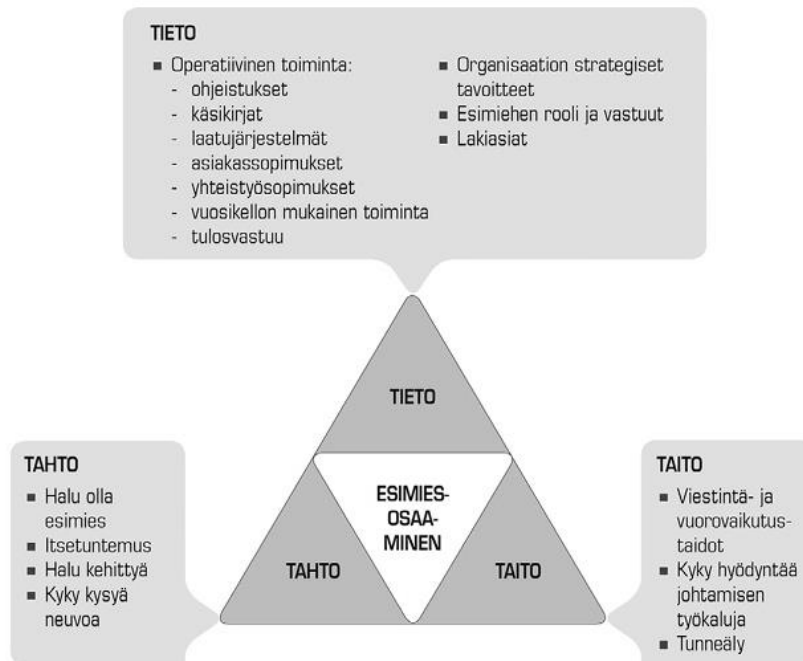 TIETO
▪ Operatiivinen toiminta:
- ohjeistukset
- käsikirjat
- laatujärjestelmät
- asiakassopimukset
- yhteistyösopimukset
- vuosikellon mukainen toiminta
- tulosvastuu
▪ Organisaation strategiset
tavoitteet
▪ Esimiehen rooli ja vastuut
▪ Lakiasiat
TIETO
ESIMIES-
OSAA-
MINEN
TAHTO
TAITO
TAHTO
▪ Halu olla
esimies
▪ Itsetuntemus
▪ Halu kehittyä
▪ Kyky kysyä
neuvoa
TAITO
▪ Viestintä- ja
vuorovaikutus-
taidot
▪ Kyky hyödyntää
johtamisen
työkaluja
▪ Tunneäly